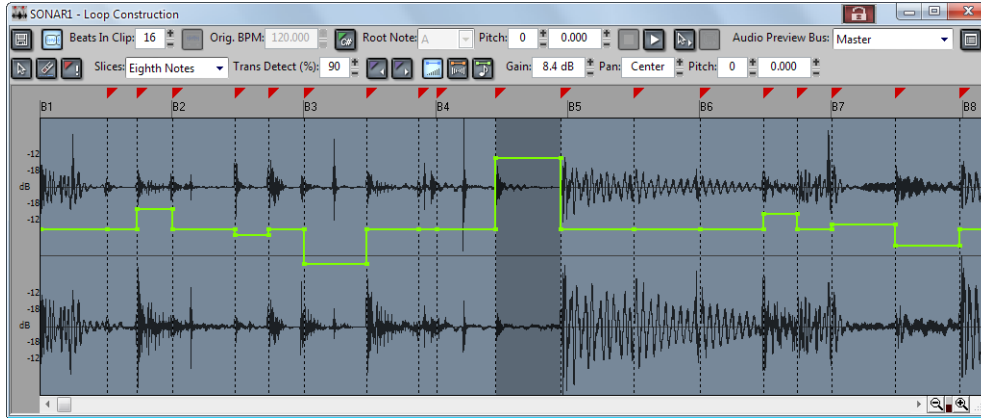 SONAR1 - Loop Construction
Beats In Clip: 16 Orig. BPM: 120.000 C# Root Note: A Pitch: 0 0.000 Audio Preview Bus: Master
Slices: Eighth Notes Trans Detect (%): 90 Gain: 8.4 dB Pan: Center Pitch: 0 0.000
B1 B2 B3 B4 B5 B6 B7 B8
-12
-18
dB
-18
-12
-12
-18
dB
-18
-12